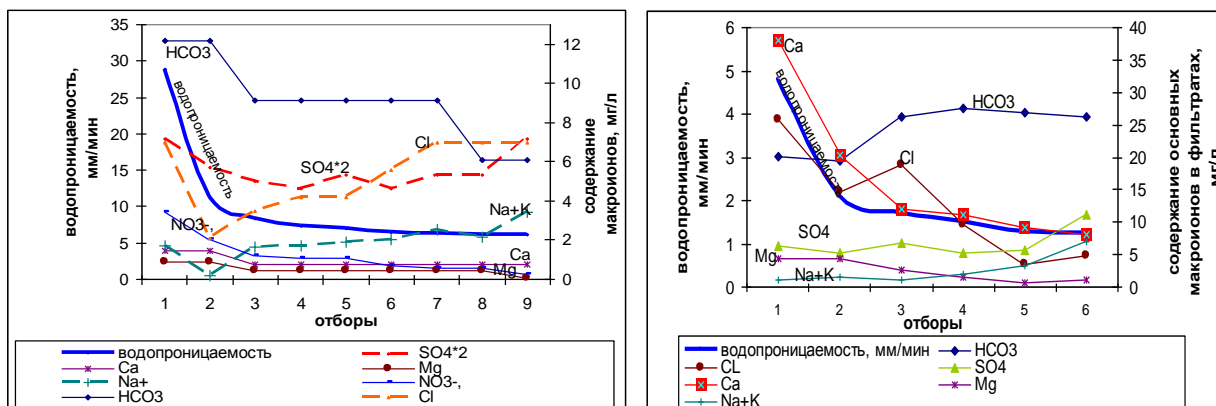 35
30
25
20
15
10
5
0
водопроницаемость,
мм/мин
HCO3
водопроницаемость
Cl
SO4*2
NO3-,
Na+K
Ca
Mg
12
10
8
6
4
2
0
содержание
макроионов, мг/л
1 2 3 4 5 6 7 8 9
отборы
водопроницаемость
SO4*2
Ca
Mg
Na+
NO3-,
HCO3
Cl
6
5
4
3
2
1
0
водопроницаемость,
мм/мин
Ca
водопроницаемость
HCO3
Cl
SO4
Mg
Na+K
40
35
30
25
20
15
10
5
0
содержание основных
макроионов в фильтратах,
мг/л
1 2 3 4 5 6
отборы
водопроницаемость, мм/мин
HCO3
CL
SO4
Ca
Mg
Na+K